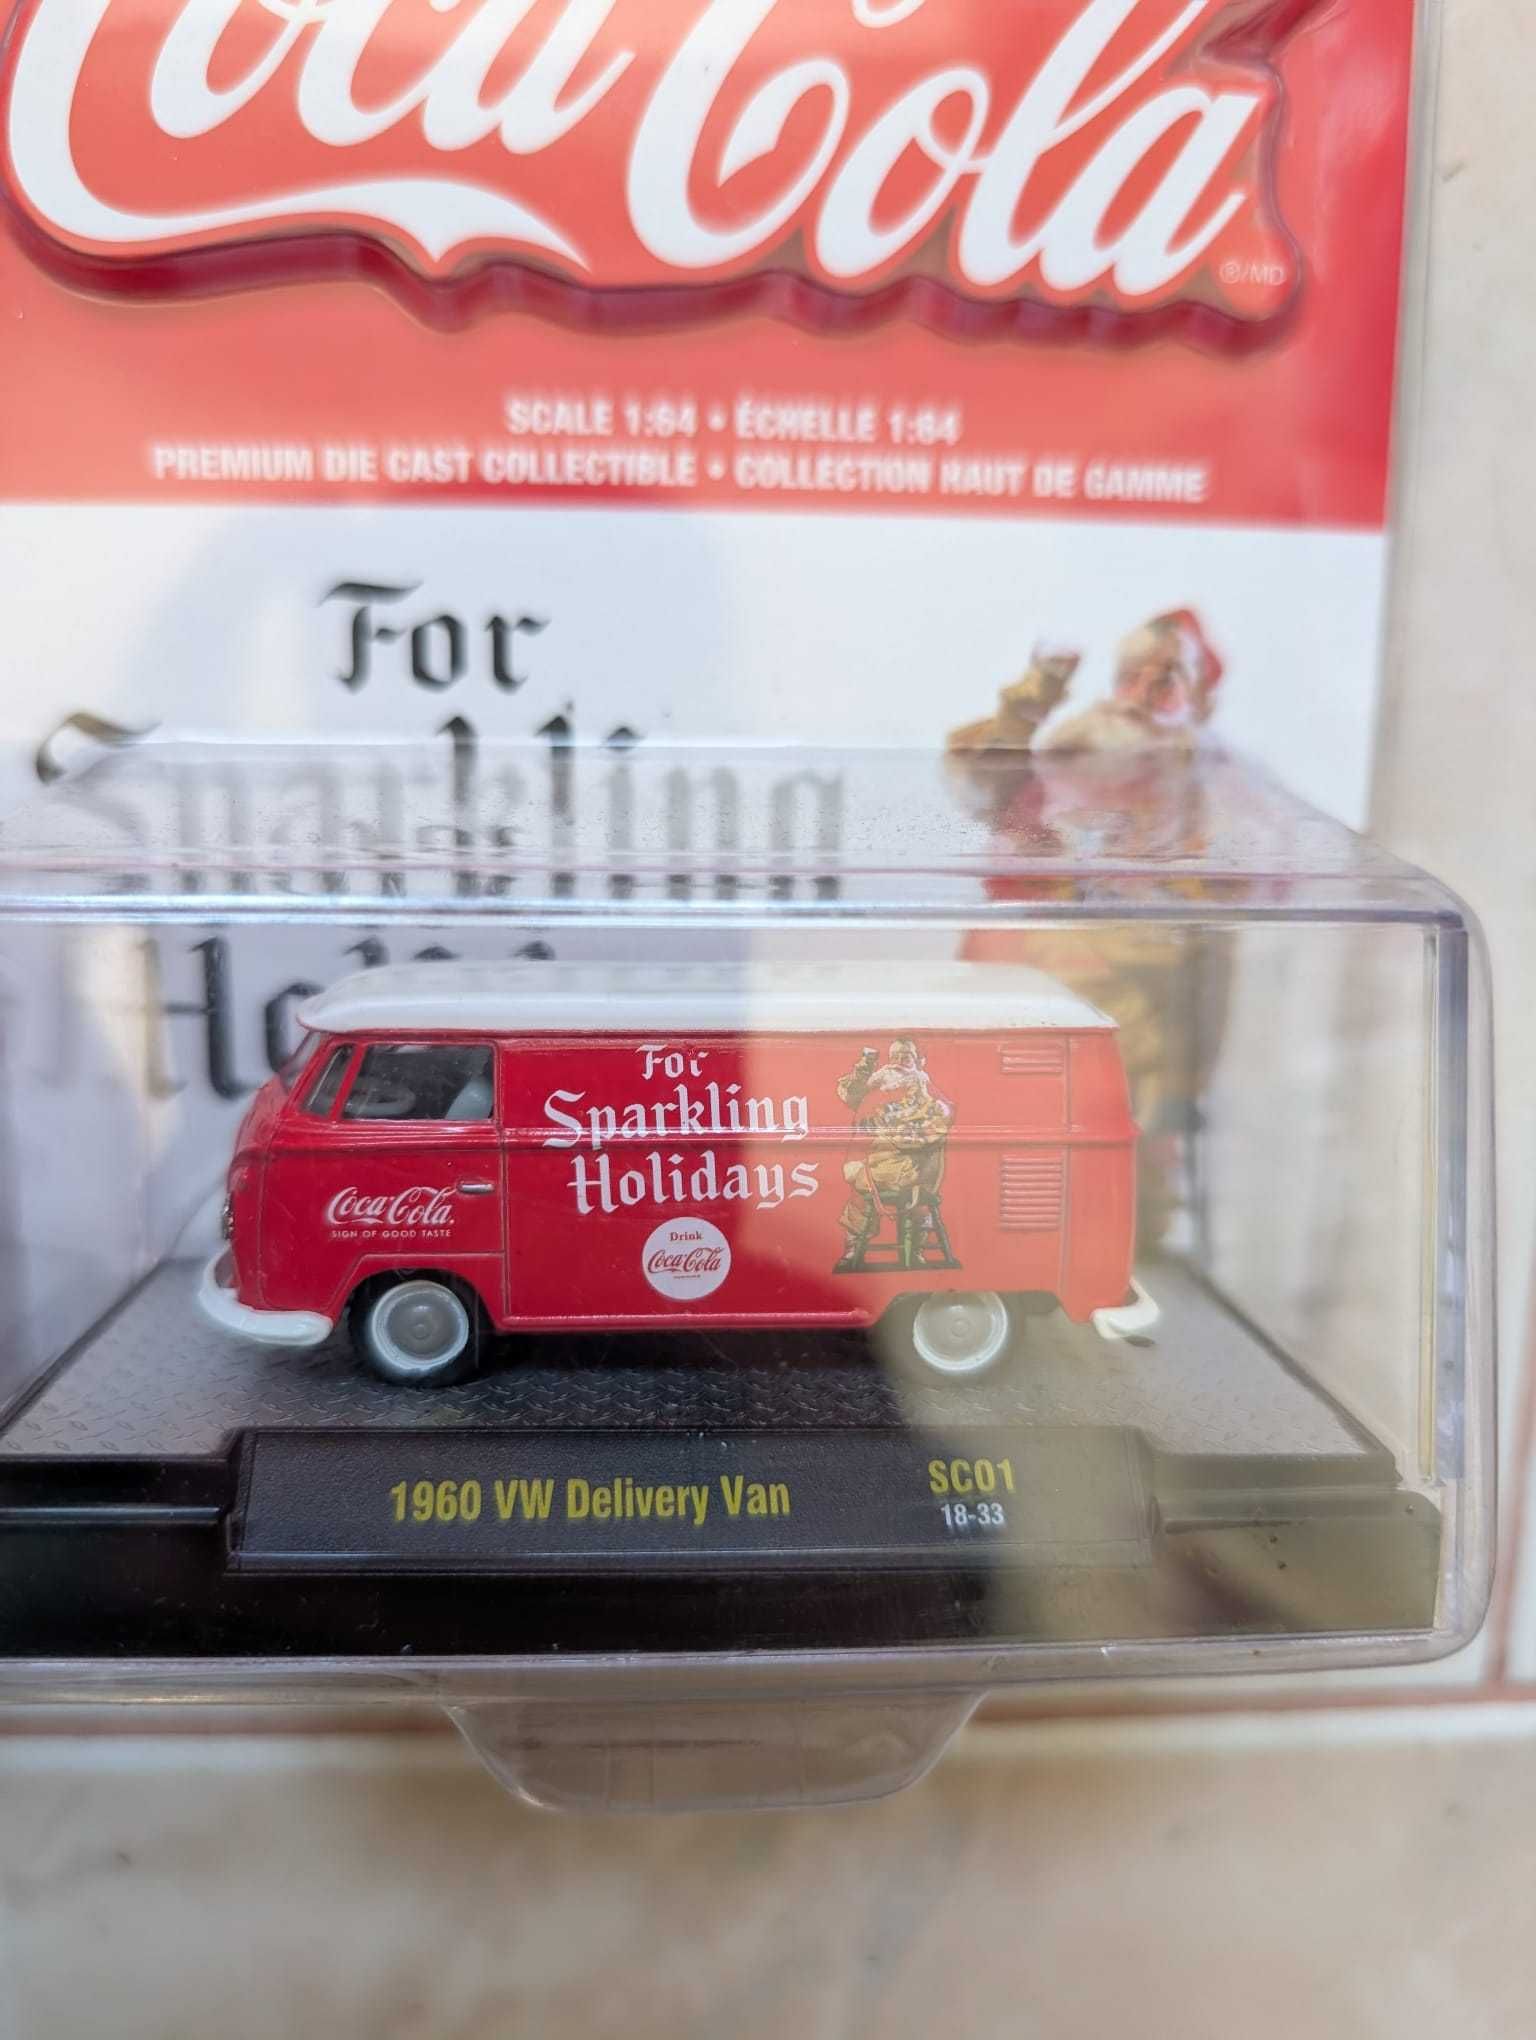 Coca-Cola
®/MD
SCALE 1:64 • ÉCHELLE 1:64
PREMIUM DIE CAST COLLECTIBLE • COLLECTION HAUT DE GAMME
For
Sparkling
For
Sparkling
Holidays
Coca-Cola
SIGN OF GOOD TASTE
Drink
Coca-Cola
1960 VW Delivery Van
SC01
18-33